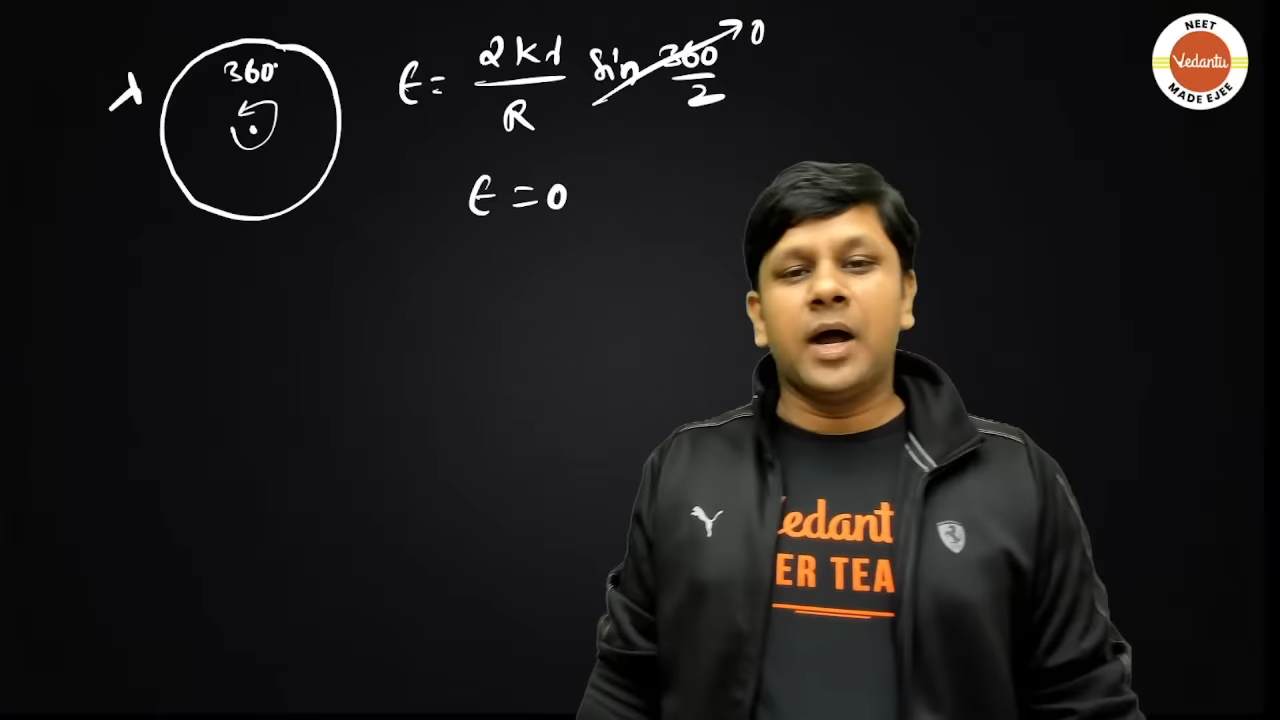 λ
360°
E = 2Kλ/R sin 360/2 → 0
E = 0
NEET
Vedantu
MADE EJEE
edant
ER TEA